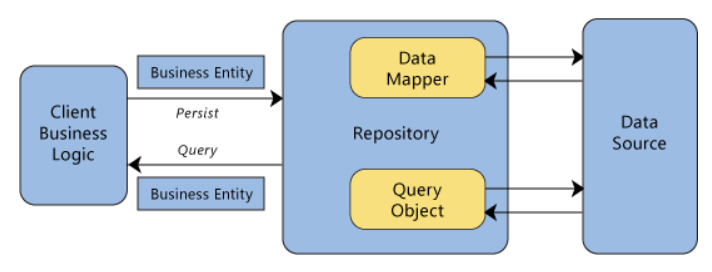 Client
Business
Logic
Business Entity
Persist
Query
Business Entity
Data
Mapper
Repository
Query
Object
Data
Source